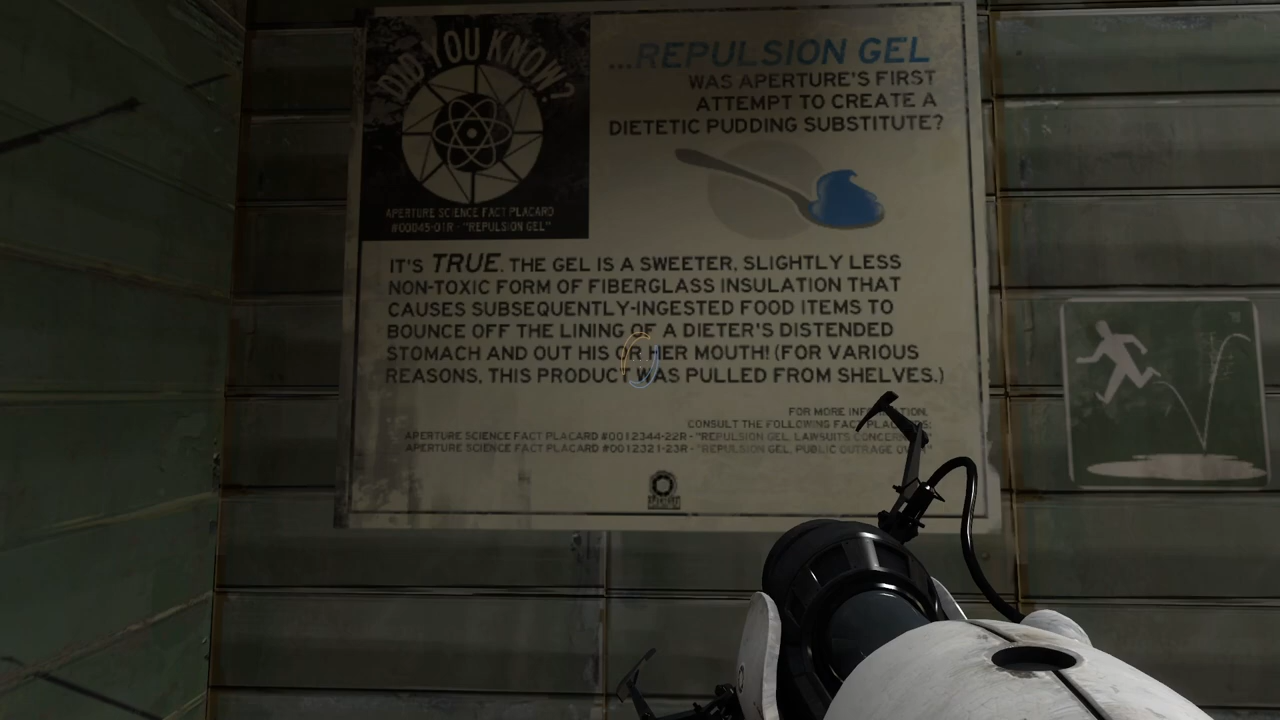 DID YOU KNOW?
APERTURE SCIENCE FACT PLACARD
#00045-01R - "REPULSION GEL"
...REPULSION GEL
WAS APERTURE'S FIRST
ATTEMPT TO CREATE A
DIETETIC PUDDING SUBSTITUTE?
IT'S TRUE. THE GEL IS A SWEETER, SLIGHTLY LESS
NON-TOXIC FORM OF FIBERGLASS INSULATION THAT
CAUSES SUBSEQUENTLY-INGESTED FOOD ITEMS TO
BOUNCE OFF THE LINING OF A DIETER'S DISTENDED
STOMACH AND OUT HIS OR HER MOUTH! (FOR VARIOUS
REASONS, THIS PRODUCT WAS PULLED FROM SHELVES.)
FOR MORE INFORMATION,
CONSULT THE FOLLOWING FACT PLACARDS:
APERTURE SCIENCE FACT PLACARD #0012344-22R - "REPULSION GEL, LAWSUITS
APERTURE SCIENCE FACT PLACARD #0012321-23R - "REPULSION GEL, PUBLIC OUTRAGE